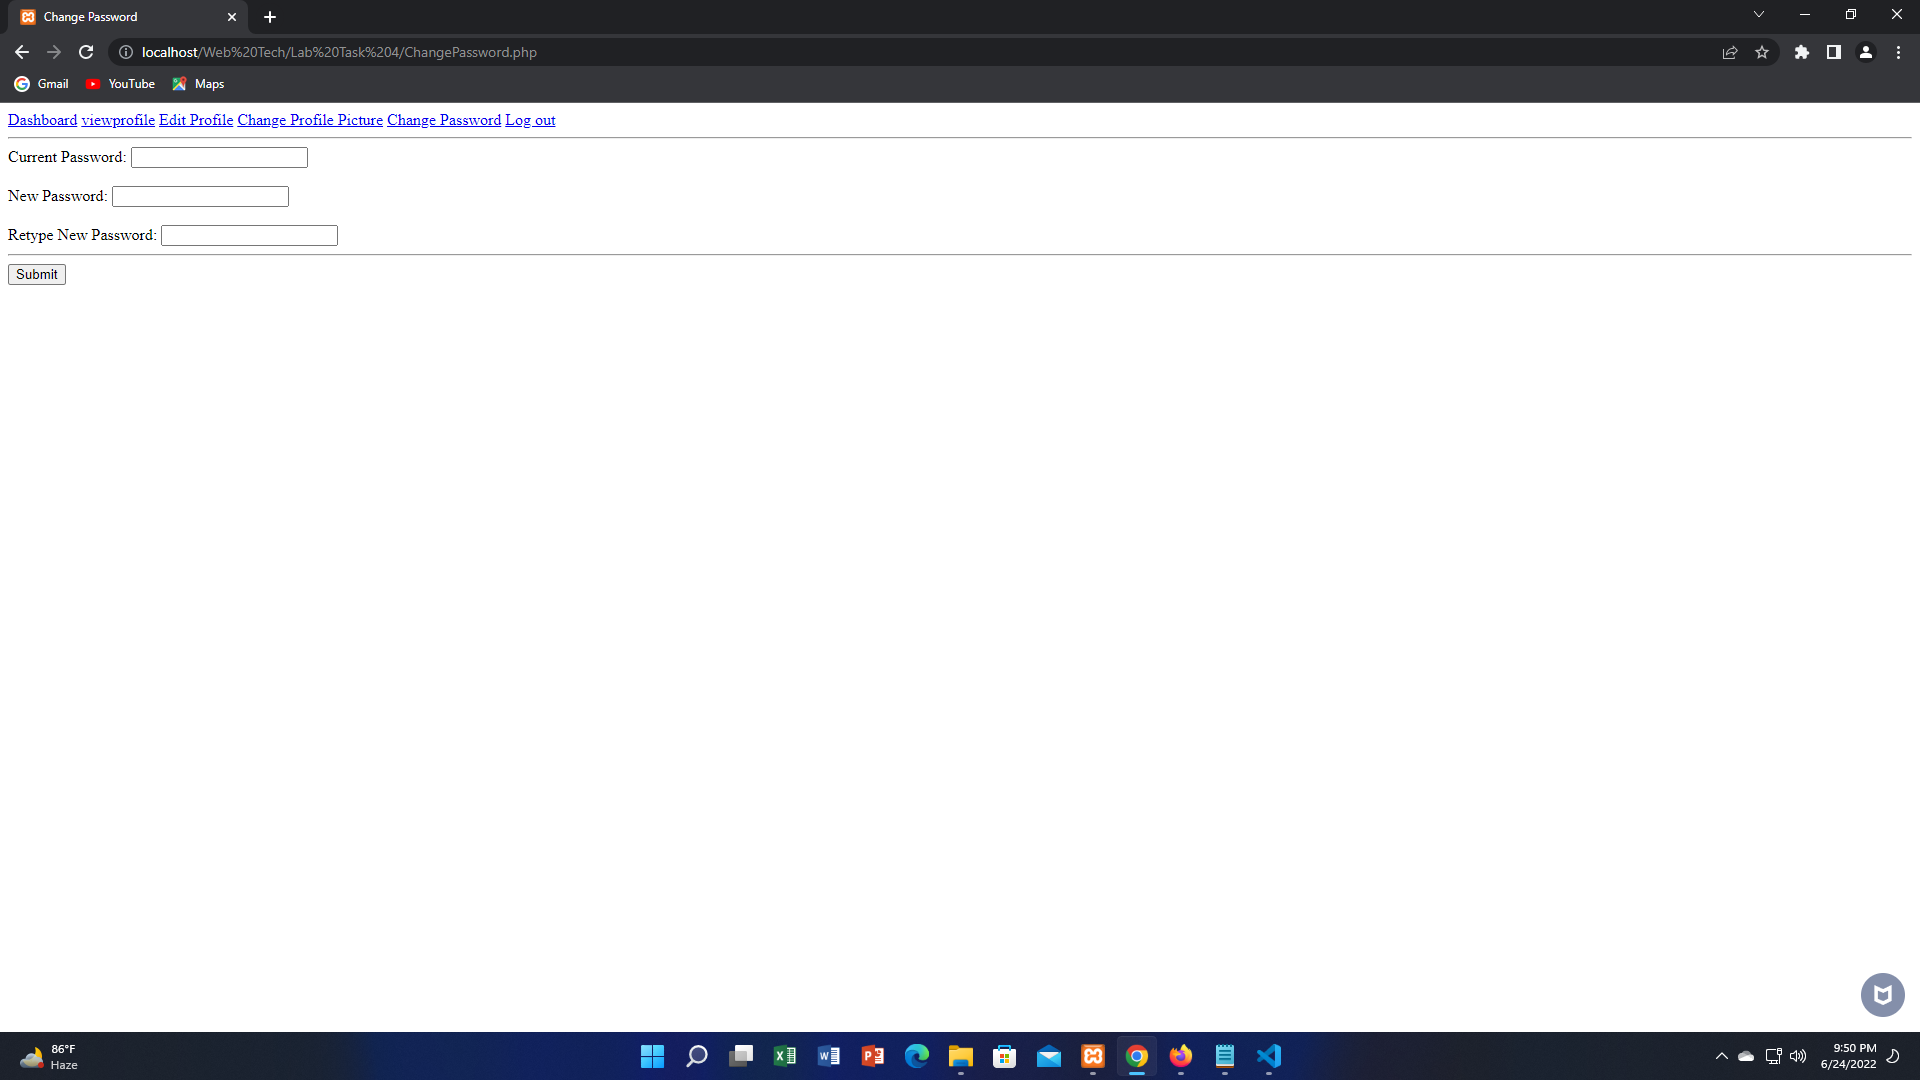 Change Password
localhost/Web%20Tech/Lab%20Task%204/ChangePassword.php
Gmail YouTube Maps
Dashboard viewprofile Edit Profile Change Profile Picture Change Password Log out
Current Password:
New Password:
Retype New Password:
Submit
86°F
Haze
9:50 PM
6/24/2022